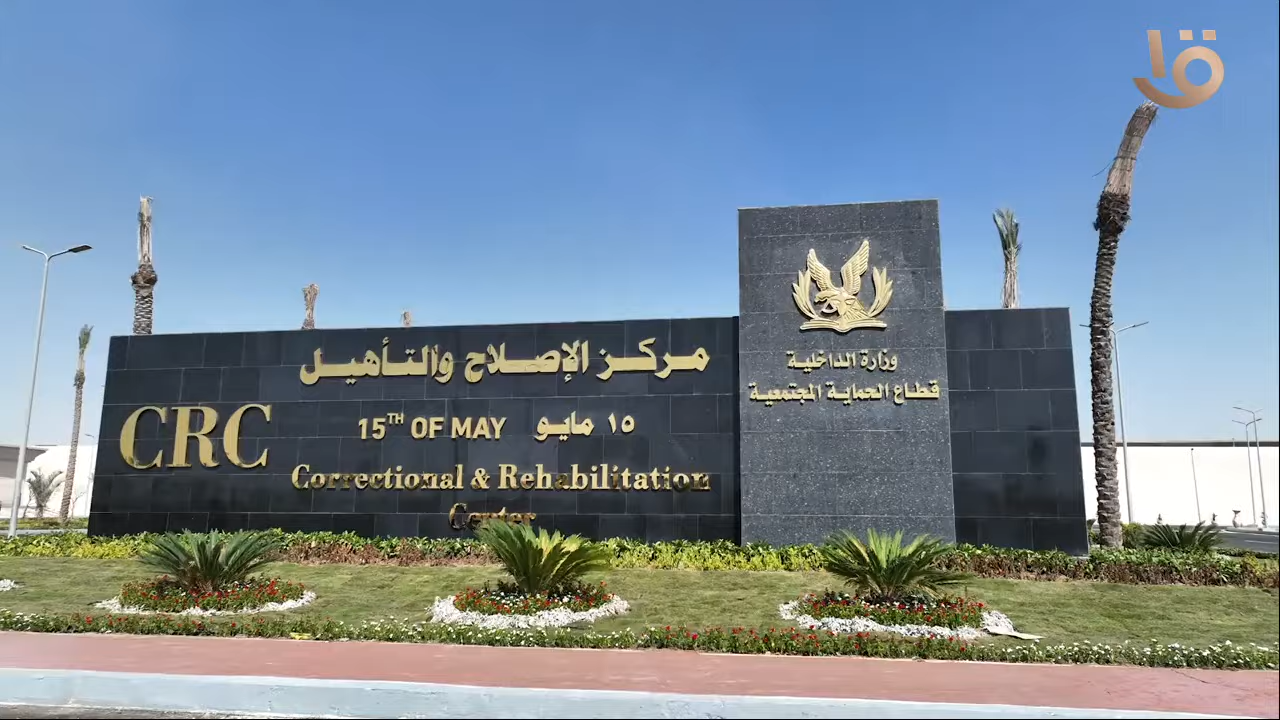 مركز الإصلاح والتأهيل
CRC
15TH OF MAY ١٥ مايو
Correctional & Rehabilitation
Center
وزارة الداخلية
قطاع الحماية المجتمعية